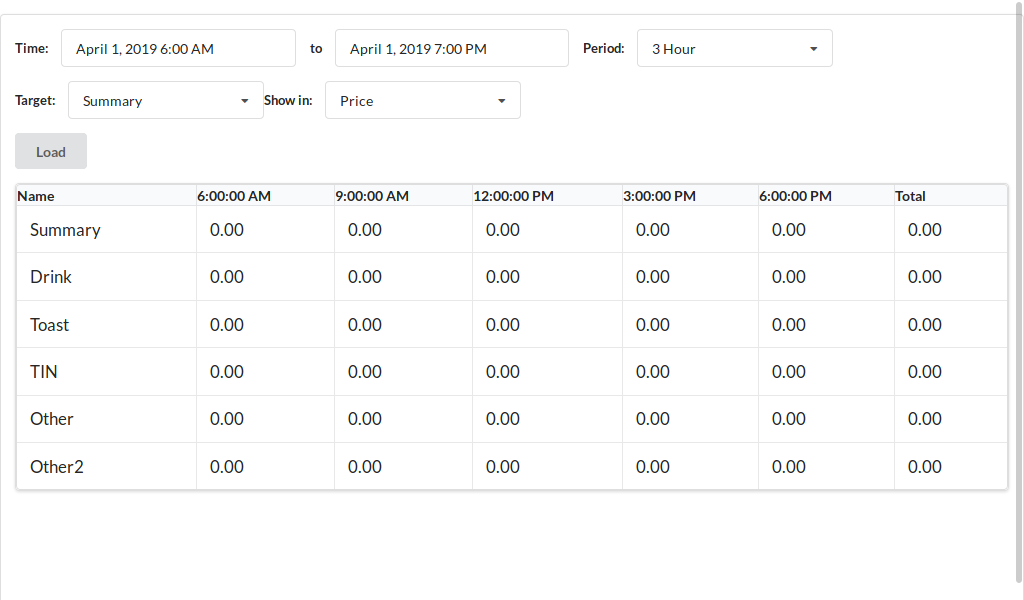 Time: April 1, 2019 6:00 AM to April 1, 2019 7:00 PM Period: 3 Hour
Target: Summary Show in: Price
Load
Name 6:00:00 AM 9:00:00 AM 12:00:00 PM 3:00:00 PM 6:00:00 PM Total
Summary 0.00 0.00 0.00 0.00 0.00 0.00
Drink 0.00 0.00 0.00 0.00 0.00 0.00
Toast 0.00 0.00 0.00 0.00 0.00 0.00
TIN 0.00 0.00 0.00 0.00 0.00 0.00
Other 0.00 0.00 0.00 0.00 0.00 0.00
Other2 0.00 0.00 0.00 0.00 0.00 0.00